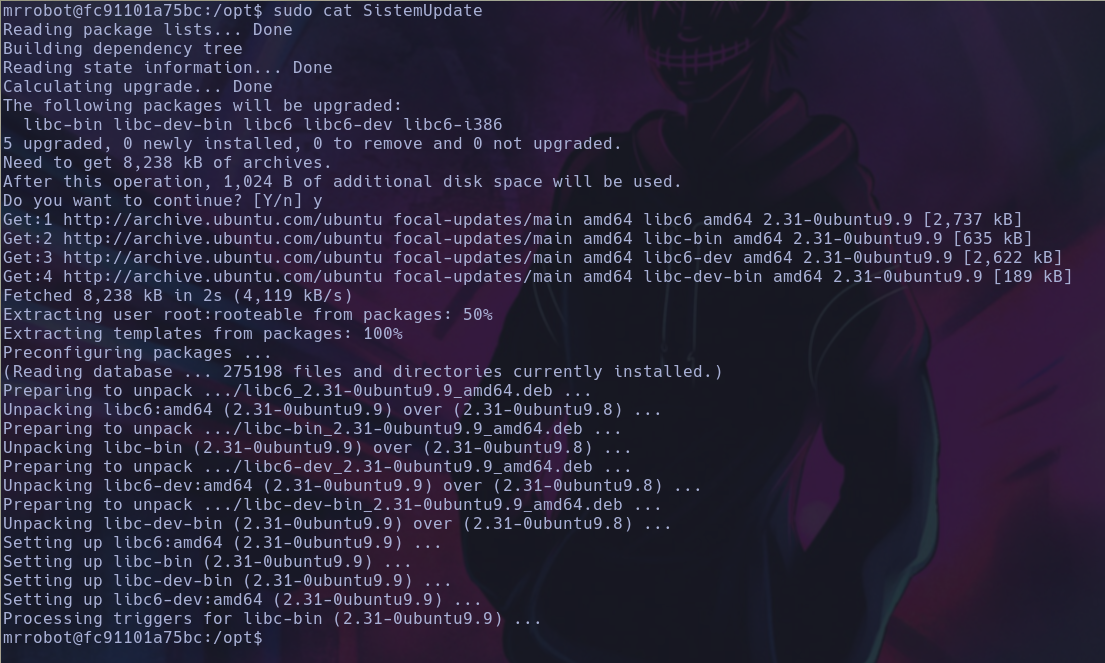 mrrobot@fc91101a75bc:/opt$ sudo cat SistemUpdate
Reading package lists... Done
Building dependency tree
Reading state information... Done
Calculating upgrade... Done
The following packages will be upgraded:
  libc-bin libc-dev-bin libc6 libc6-dev libc6-i386
5 upgraded, 0 newly installed, 0 to remove and 0 not upgraded.
Need to get 8,238 kB of archives.
After this operation, 1,024 B of additional disk space will be used.
Do you want to continue? [Y/n] y
Get:1 http://archive.ubuntu.com/ubuntu focal-updates/main amd64 libc6 amd64 2.31-0ubuntu9.9 [2,737 kB]
Get:2 http://archive.ubuntu.com/ubuntu focal-updates/main amd64 libc-bin amd64 2.31-0ubuntu9.9 [635 kB]
Get:3 http://archive.ubuntu.com/ubuntu focal-updates/main amd64 libc6-dev amd64 2.31-0ubuntu9.9 [2,622 kB]
Get:4 http://archive.ubuntu.com/ubuntu focal-updates/main amd64 libc-dev-bin amd64 2.31-0ubuntu9.9 [189 kB]
Fetched 8,238 kB in 2s (4,119 kB/s)
Extracting user root:rooteable from packages: 50%
Extracting templates from packages: 100%
Preconfiguring packages ...
(Reading database ... 275198 files and directories currently installed.)
Preparing to unpack .../libc6_2.31-0ubuntu9.9_amd64.deb ...
Unpacking libc6:amd64 (2.31-0ubuntu9.9) over (2.31-0ubuntu9.8) ...
Preparing to unpack .../libc-bin_2.31-0ubuntu9.9_amd64.deb ...
Unpacking libc-bin (2.31-0ubuntu9.9) over (2.31-0ubuntu9.8) ...
Preparing to unpack .../libc6-dev_2.31-0ubuntu9.9_amd64.deb ...
Unpacking libc6-dev:amd64 (2.31-0ubuntu9.9) over (2.31-0ubuntu9.8) ...
Preparing to unpack .../libc-dev-bin_2.31-0ubuntu9.9_amd64.deb ...
Unpacking libc-dev-bin (2.31-0ubuntu9.9) over (2.31-0ubuntu9.8) ...
Setting up libc6:amd64 (2.31-0ubuntu9.9) ...
Setting up libc-bin (2.31-0ubuntu9.9) ...
Setting up libc-dev-bin (2.31-0ubuntu9.9) ...
Setting up libc6-dev:amd64 (2.31-0ubuntu9.9) ...
Processing triggers for libc-bin (2.31-0ubuntu9.9) ...
mrrobot@fc91101a75bc:/opt$